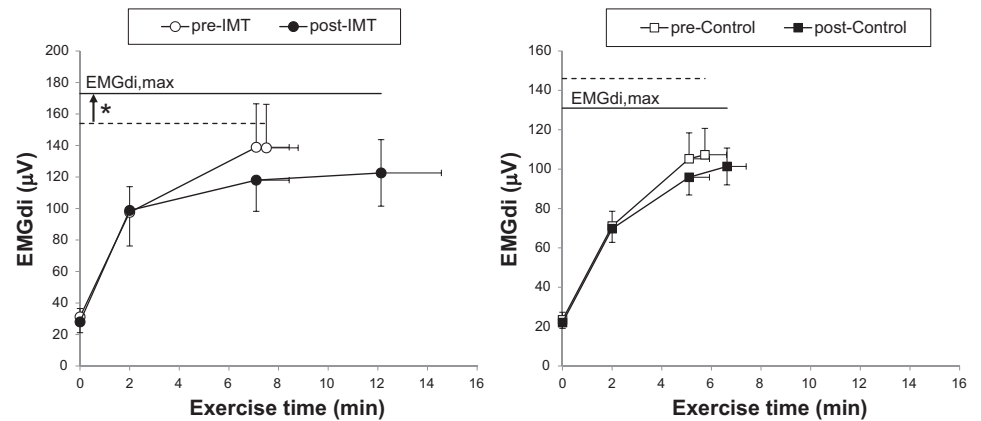 pre-IMT post-IMT
EMGdi (µV)
200
180
160
140
120
100
80
60
40
20
0
EMGdi,max
*
0 2 4 6 8 10 12 14 16
Exercise time (min)
pre-Control post-Control
EMGdi (µV)
160
140
120
100
80
60
40
20
0
EMGdi,max
0 2 4 6 8 10 12 14 16
Exercise time (min)